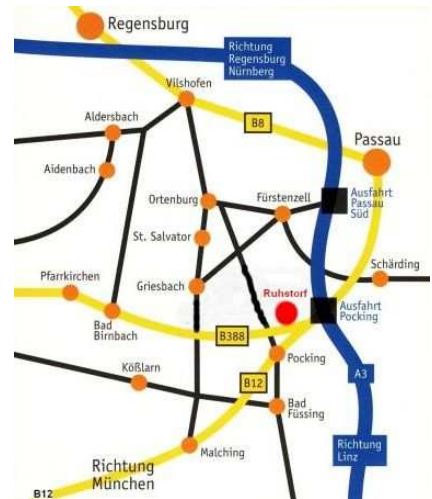 Regensburg
Richtung
Regensburg
Nürnberg
Vilshofen
Aldersbach
B8
Passau
Aidenbach
Ortenburg
Fürstenzell
Ausfahrt
Passau
Süd
St. Salvator
Schärding
Pfarrkirchen
Griesbach
Ruhstorf
Ausfahrt
Pocking
Bad
Birnbach
B388
Pocking
Kößlarn
B12
A3
Bad
Füssing
Malching
Richtung
Linz
Richtung
München
B12